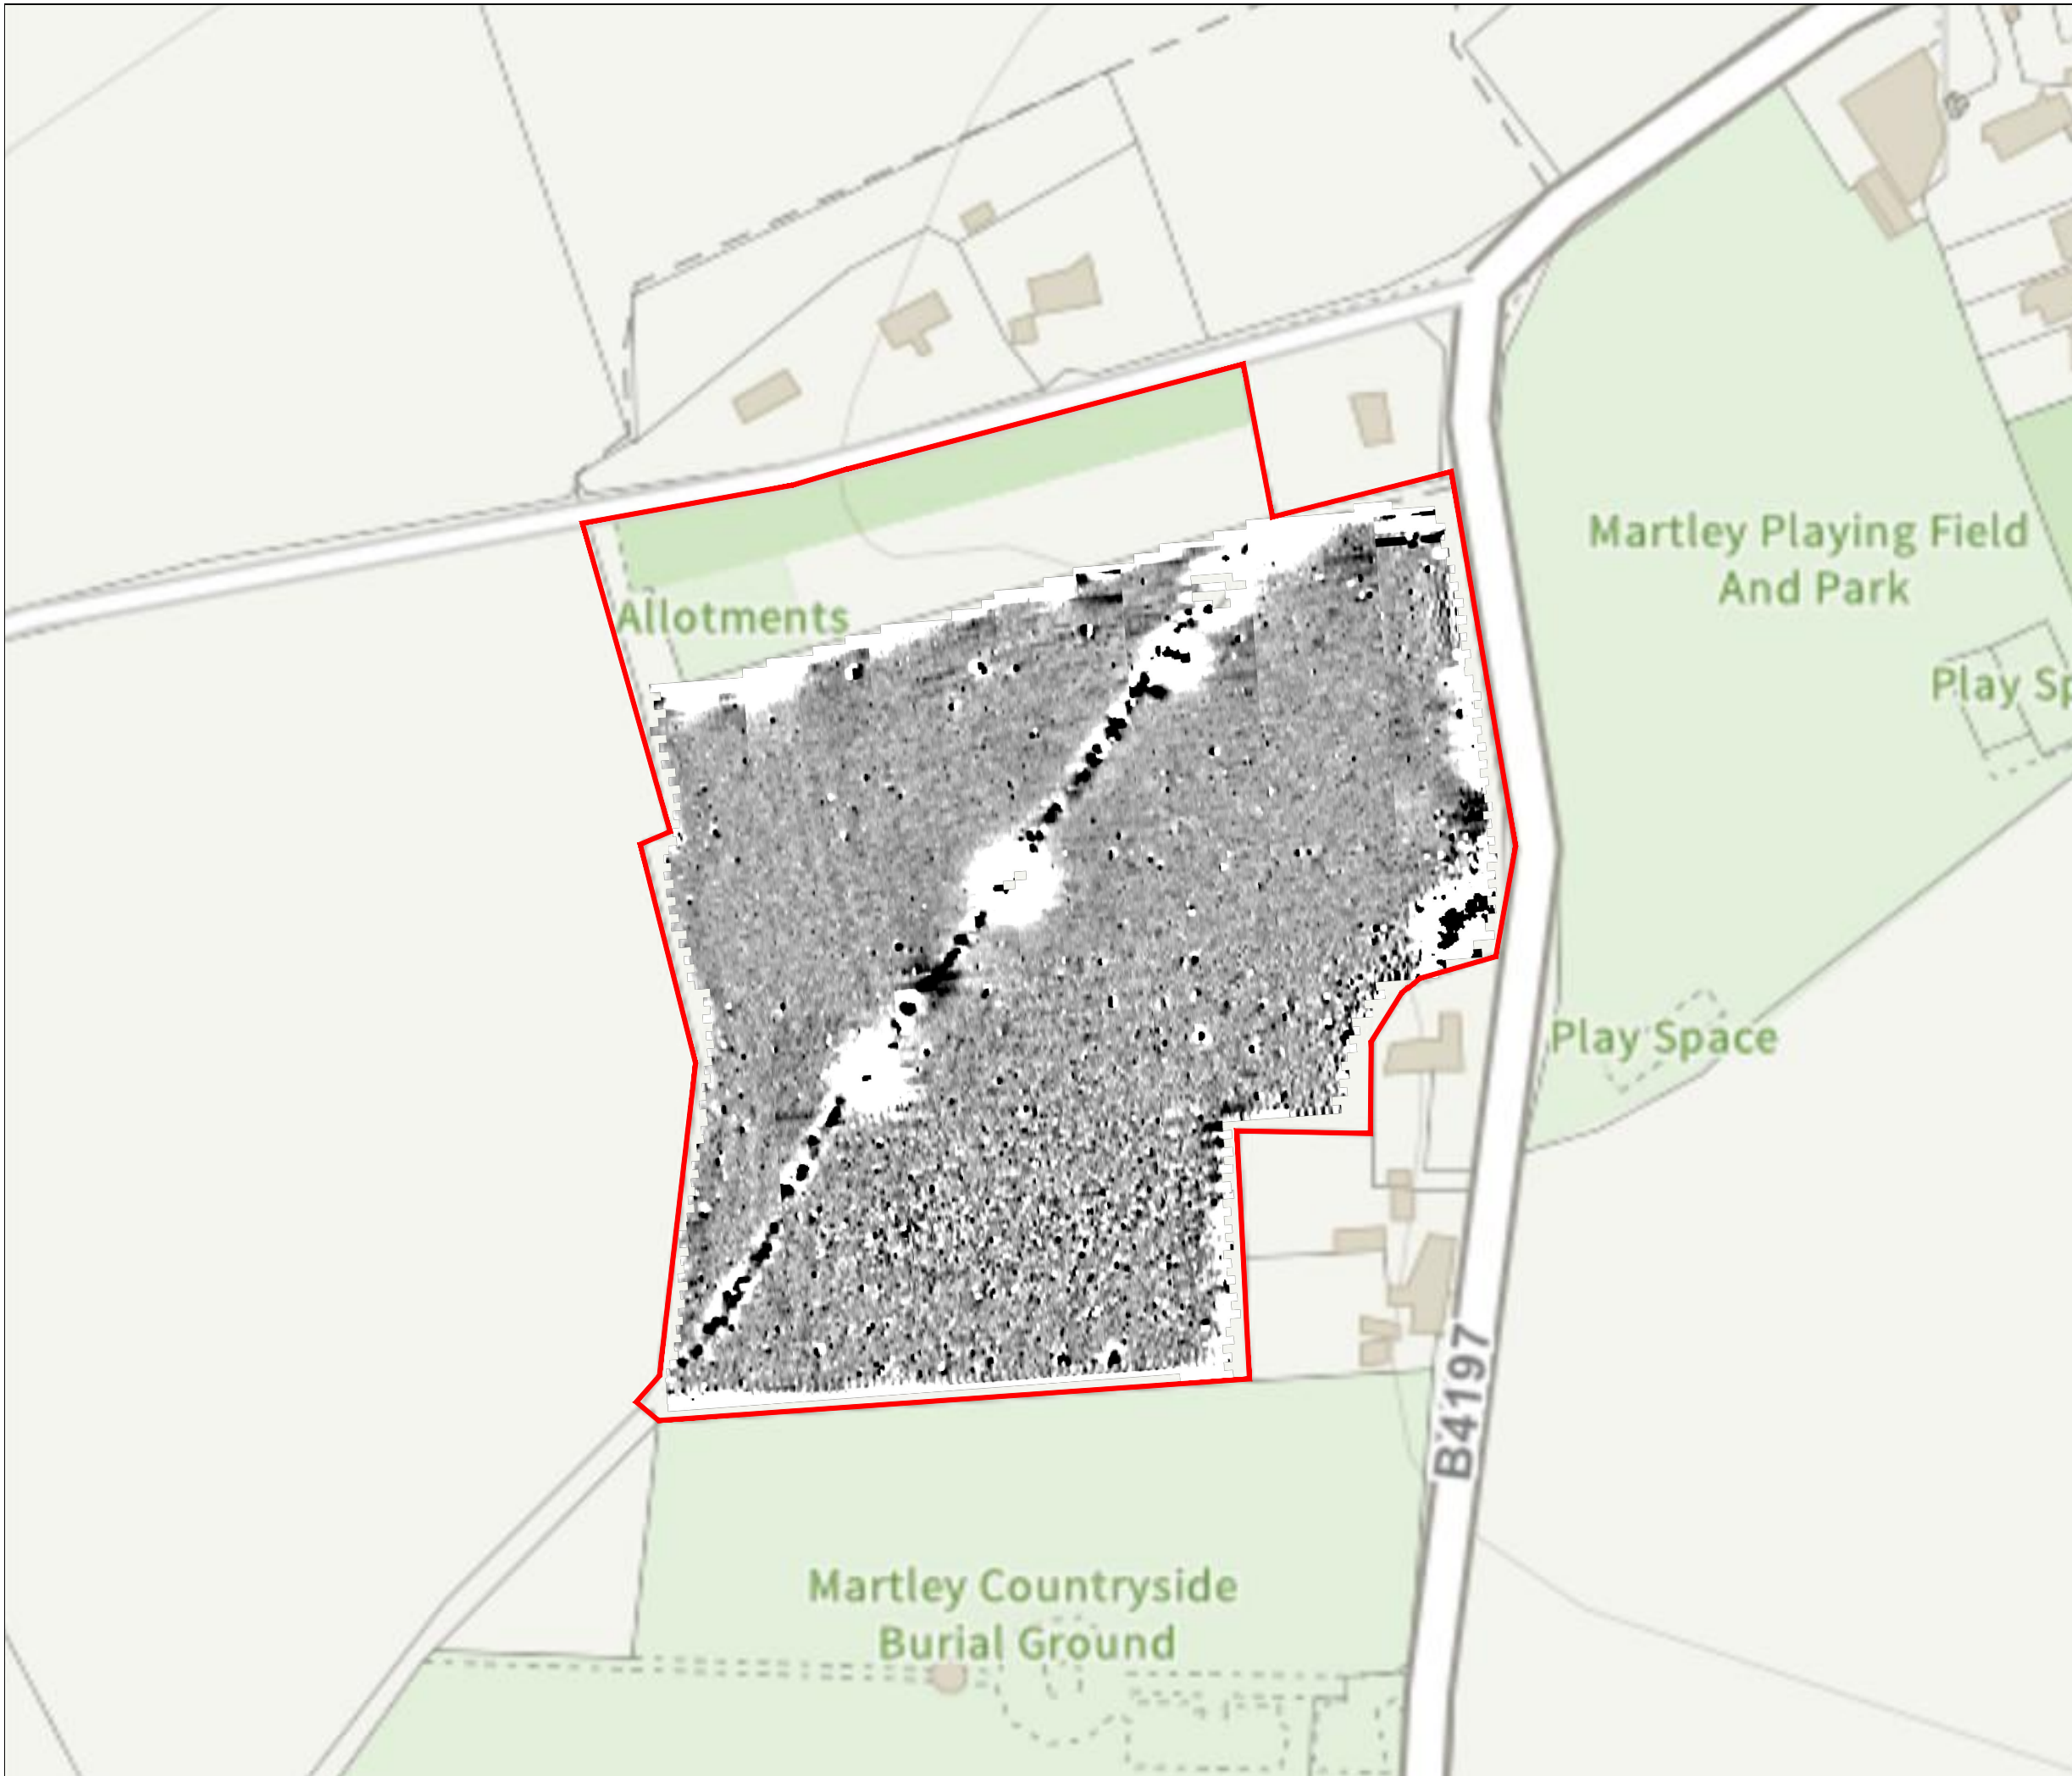 Martley Playing Field
And Park
Allotments
Play Sp
Play Space
B4197
Martley Countryside
Burial Ground